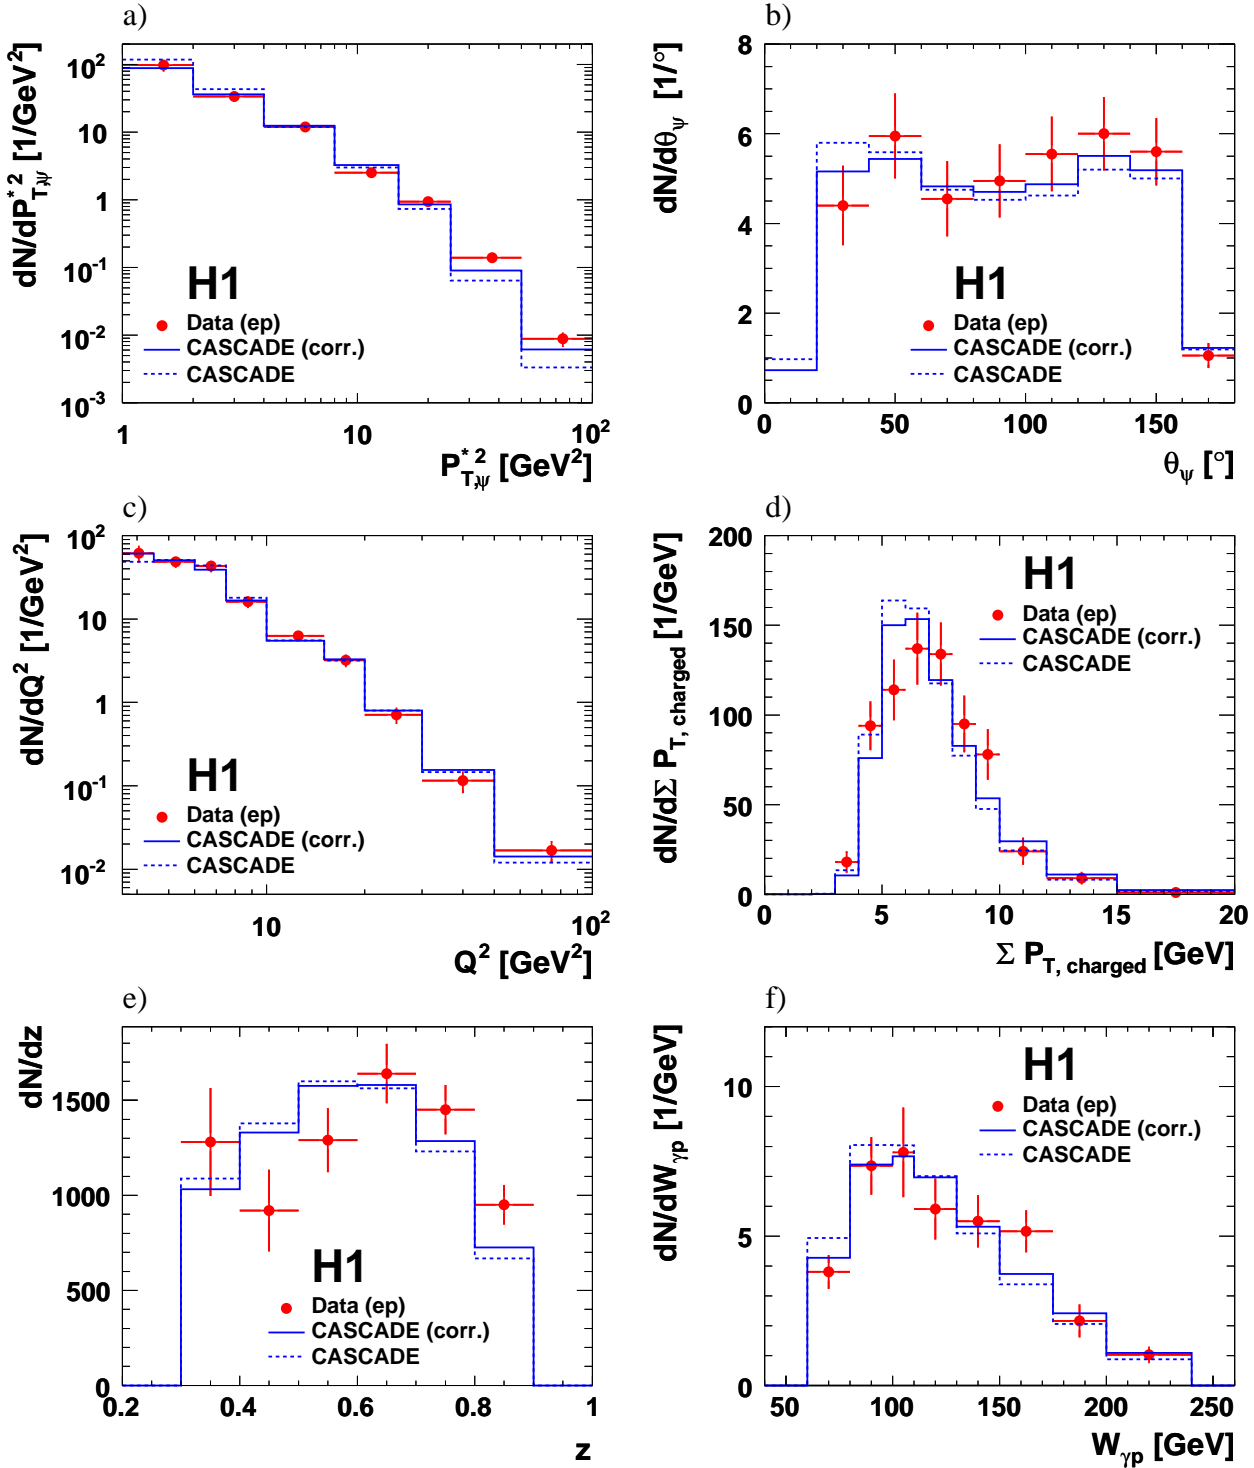 a)
dN/dP*2T,ψ [1/GeV2]
102
10
1
10-1
10-2
10-3
H1
Data (ep)
CASCADE (corr.)
CASCADE
1 10 102
P*2T,ψ [GeV2]
b)
dN/dθψ [1/°]
8
6
4
2
0
H1
Data (ep)
CASCADE (corr.)
CASCADE
0 50 100 150
θψ [°]
c)
dN/dQ2 [1/GeV2]
102
10
1
10-1
10-2
H1
Data (ep)
CASCADE (corr.)
CASCADE
10 102
Q2 [GeV2]
d)
dN/dΣ PT, charged [1/GeV]
200
150
100
50
0
H1
Data (ep)
CASCADE (corr.)
CASCADE
0 5 10 15 20
Σ PT, charged [GeV]
e)
dN/dz
1500
1000
500
0
H1
Data (ep)
CASCADE (corr.)
CASCADE
0.2 0.4 0.6 0.8 1
z
f)
dN/dWγp [1/GeV]
10
5
0
H1
Data (ep)
CASCADE (corr.)
CASCADE
50 100 150 200 250
Wγp [GeV]